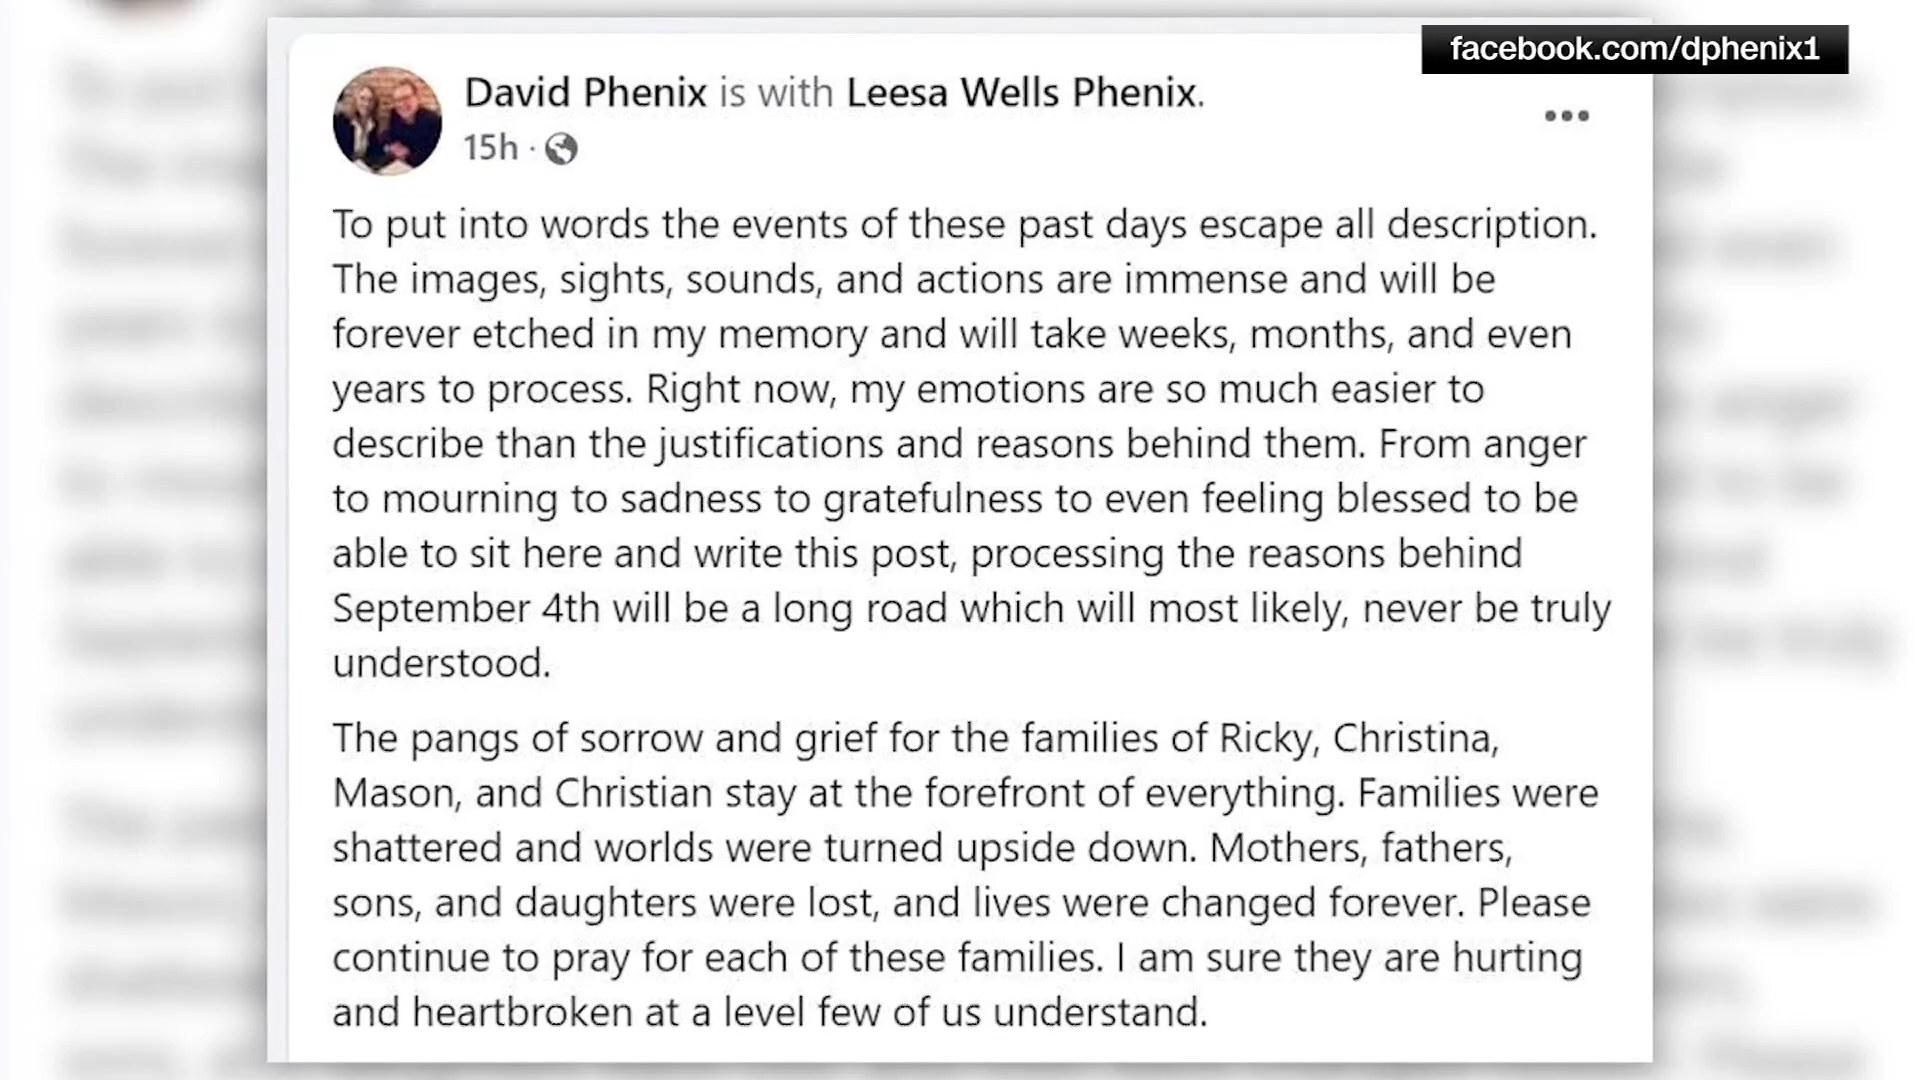 facebook.com/dphenix1
David Phenix is with Leesa Wells Phenix.
15h ·
To put into words the events of these past days escape all description.
The images, sights, sounds, and actions are immense and will be
forever etched in my memory and will take weeks, months, and even
years to process. Right now, my emotions are so much easier to
describe than the justifications and reasons behind them. From anger
to mourning to sadness to gratefulness to even feeling blessed to be
able to sit here and write this post, processing the reasons behind
September 4th will be a long road which will most likely, never be truly
understood.
The pangs of sorrow and grief for the families of Ricky, Christina,
Mason, and Christian stay at the forefront of everything. Families were
shattered and worlds were turned upside down. Mothers, fathers,
sons, and daughters were lost, and lives were changed forever. Please
continue to pray for each of these families. I am sure they are hurting
and heartbroken at a level few of us understand.